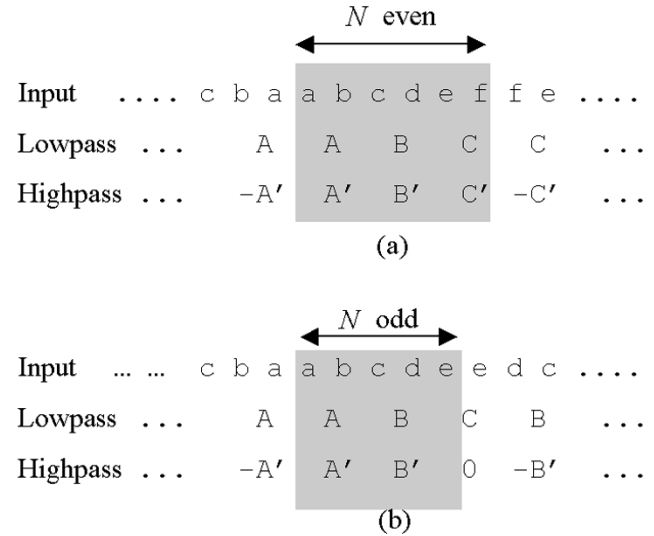 N even
Input .... c b a a b c d e f f e ....
Lowpass ... A A B C C ...
Highpass ... -A′ A′ B′ C′ -C′ ...
(a)
N odd
Input ... ... c b a a b c d e e d c ....
Lowpass ... A A B C B ...
Highpass ... -A′ A′ B′ 0 -B′ ...
(b)